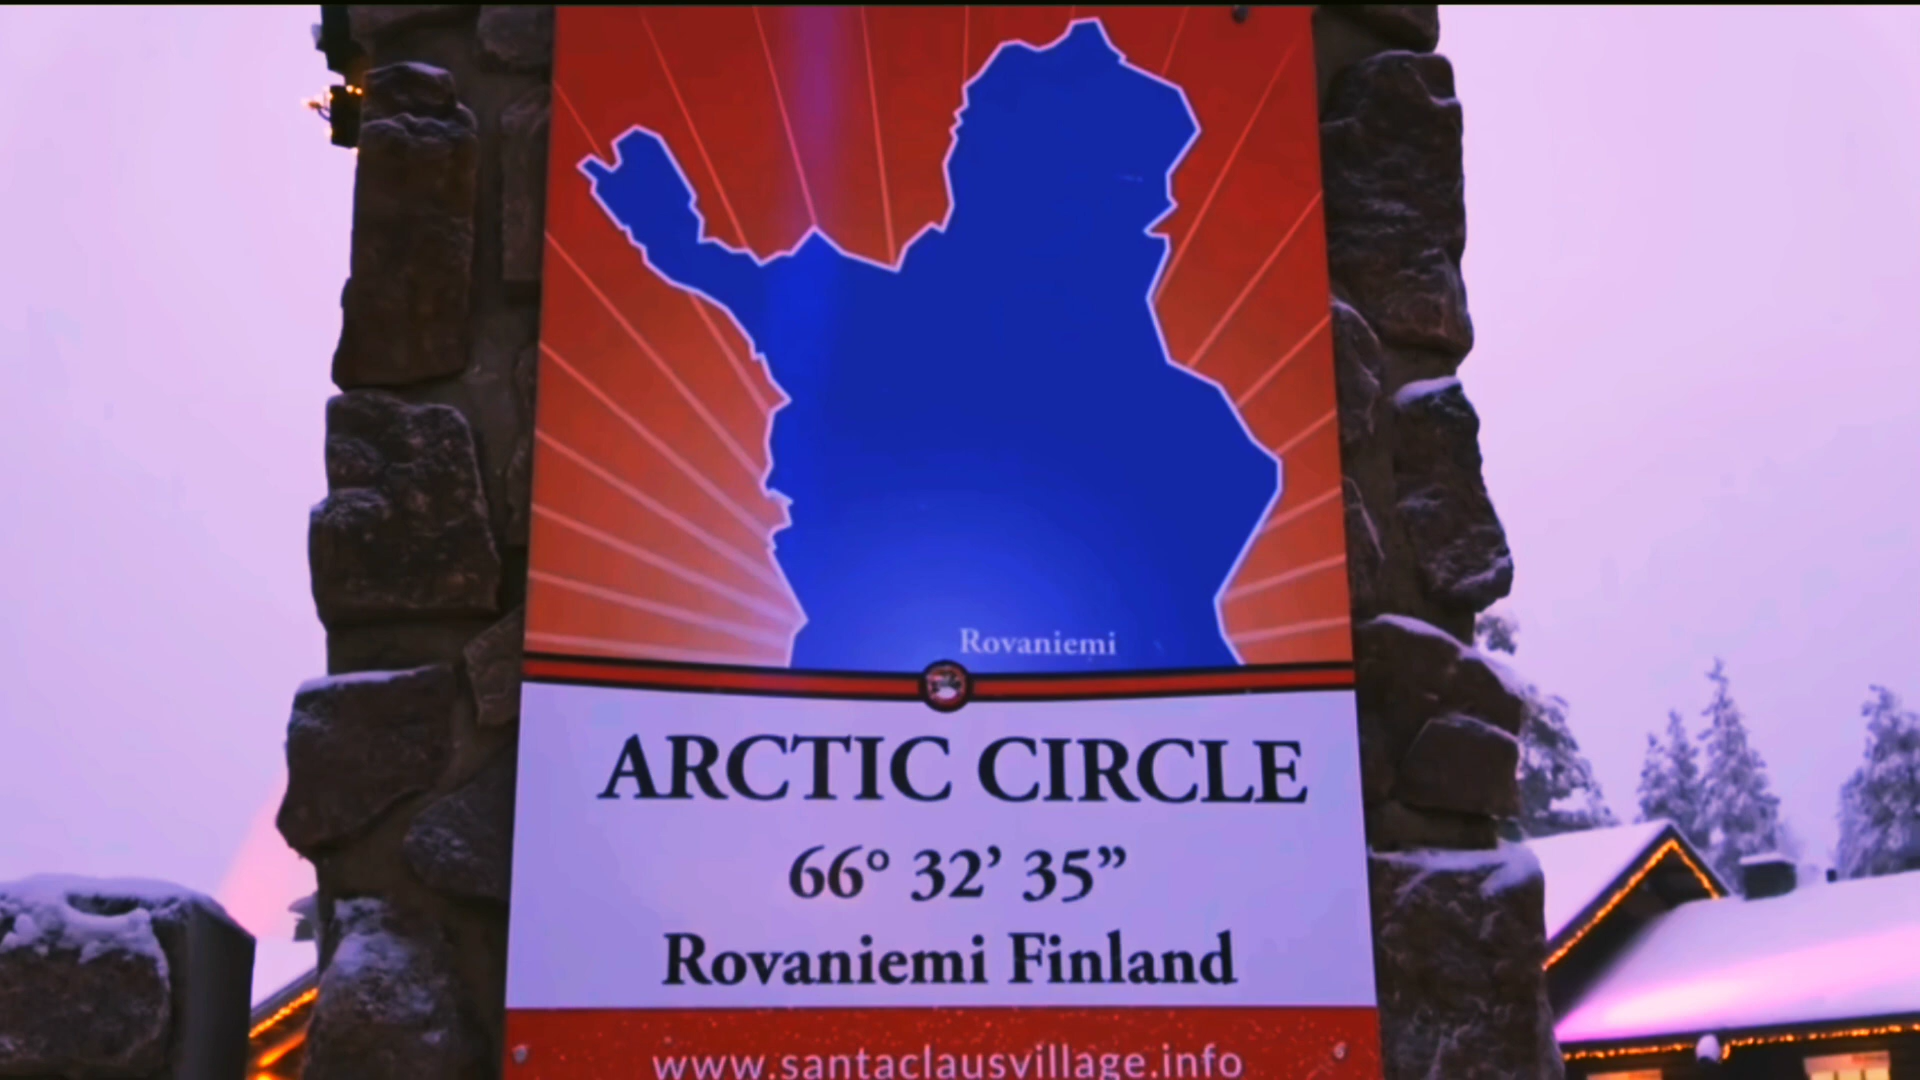 Rovaniemi
ARCTIC CIRCLE
66° 32’ 35”
Rovaniemi Finland
www.santaclausvillage.info